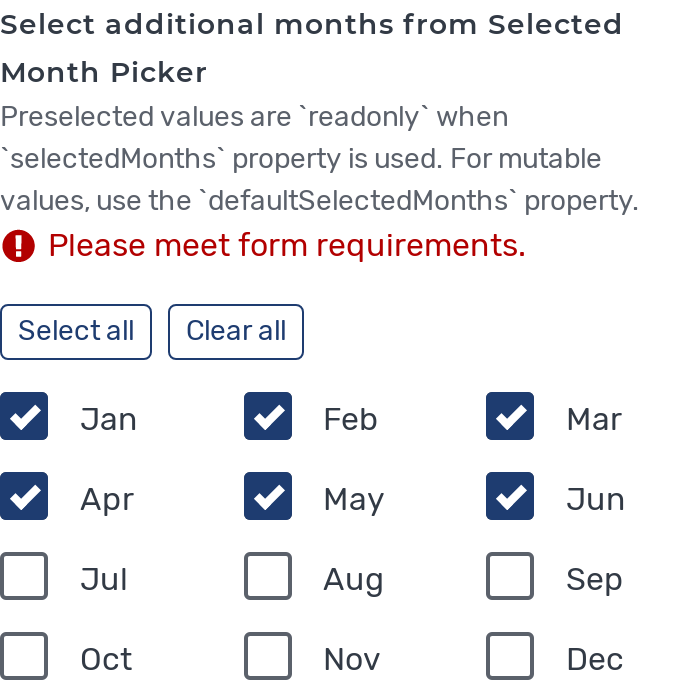 Select additional months from Selected
Month Picker
Preselected values are `readonly` when
`selectedMonths` property is used. For mutable
values, use the `defaultSelectedMonths` property.
Please meet form requirements.
Select all Clear all
Jan Feb Mar
Apr May Jun
Jul Aug Sep
Oct Nov Dec